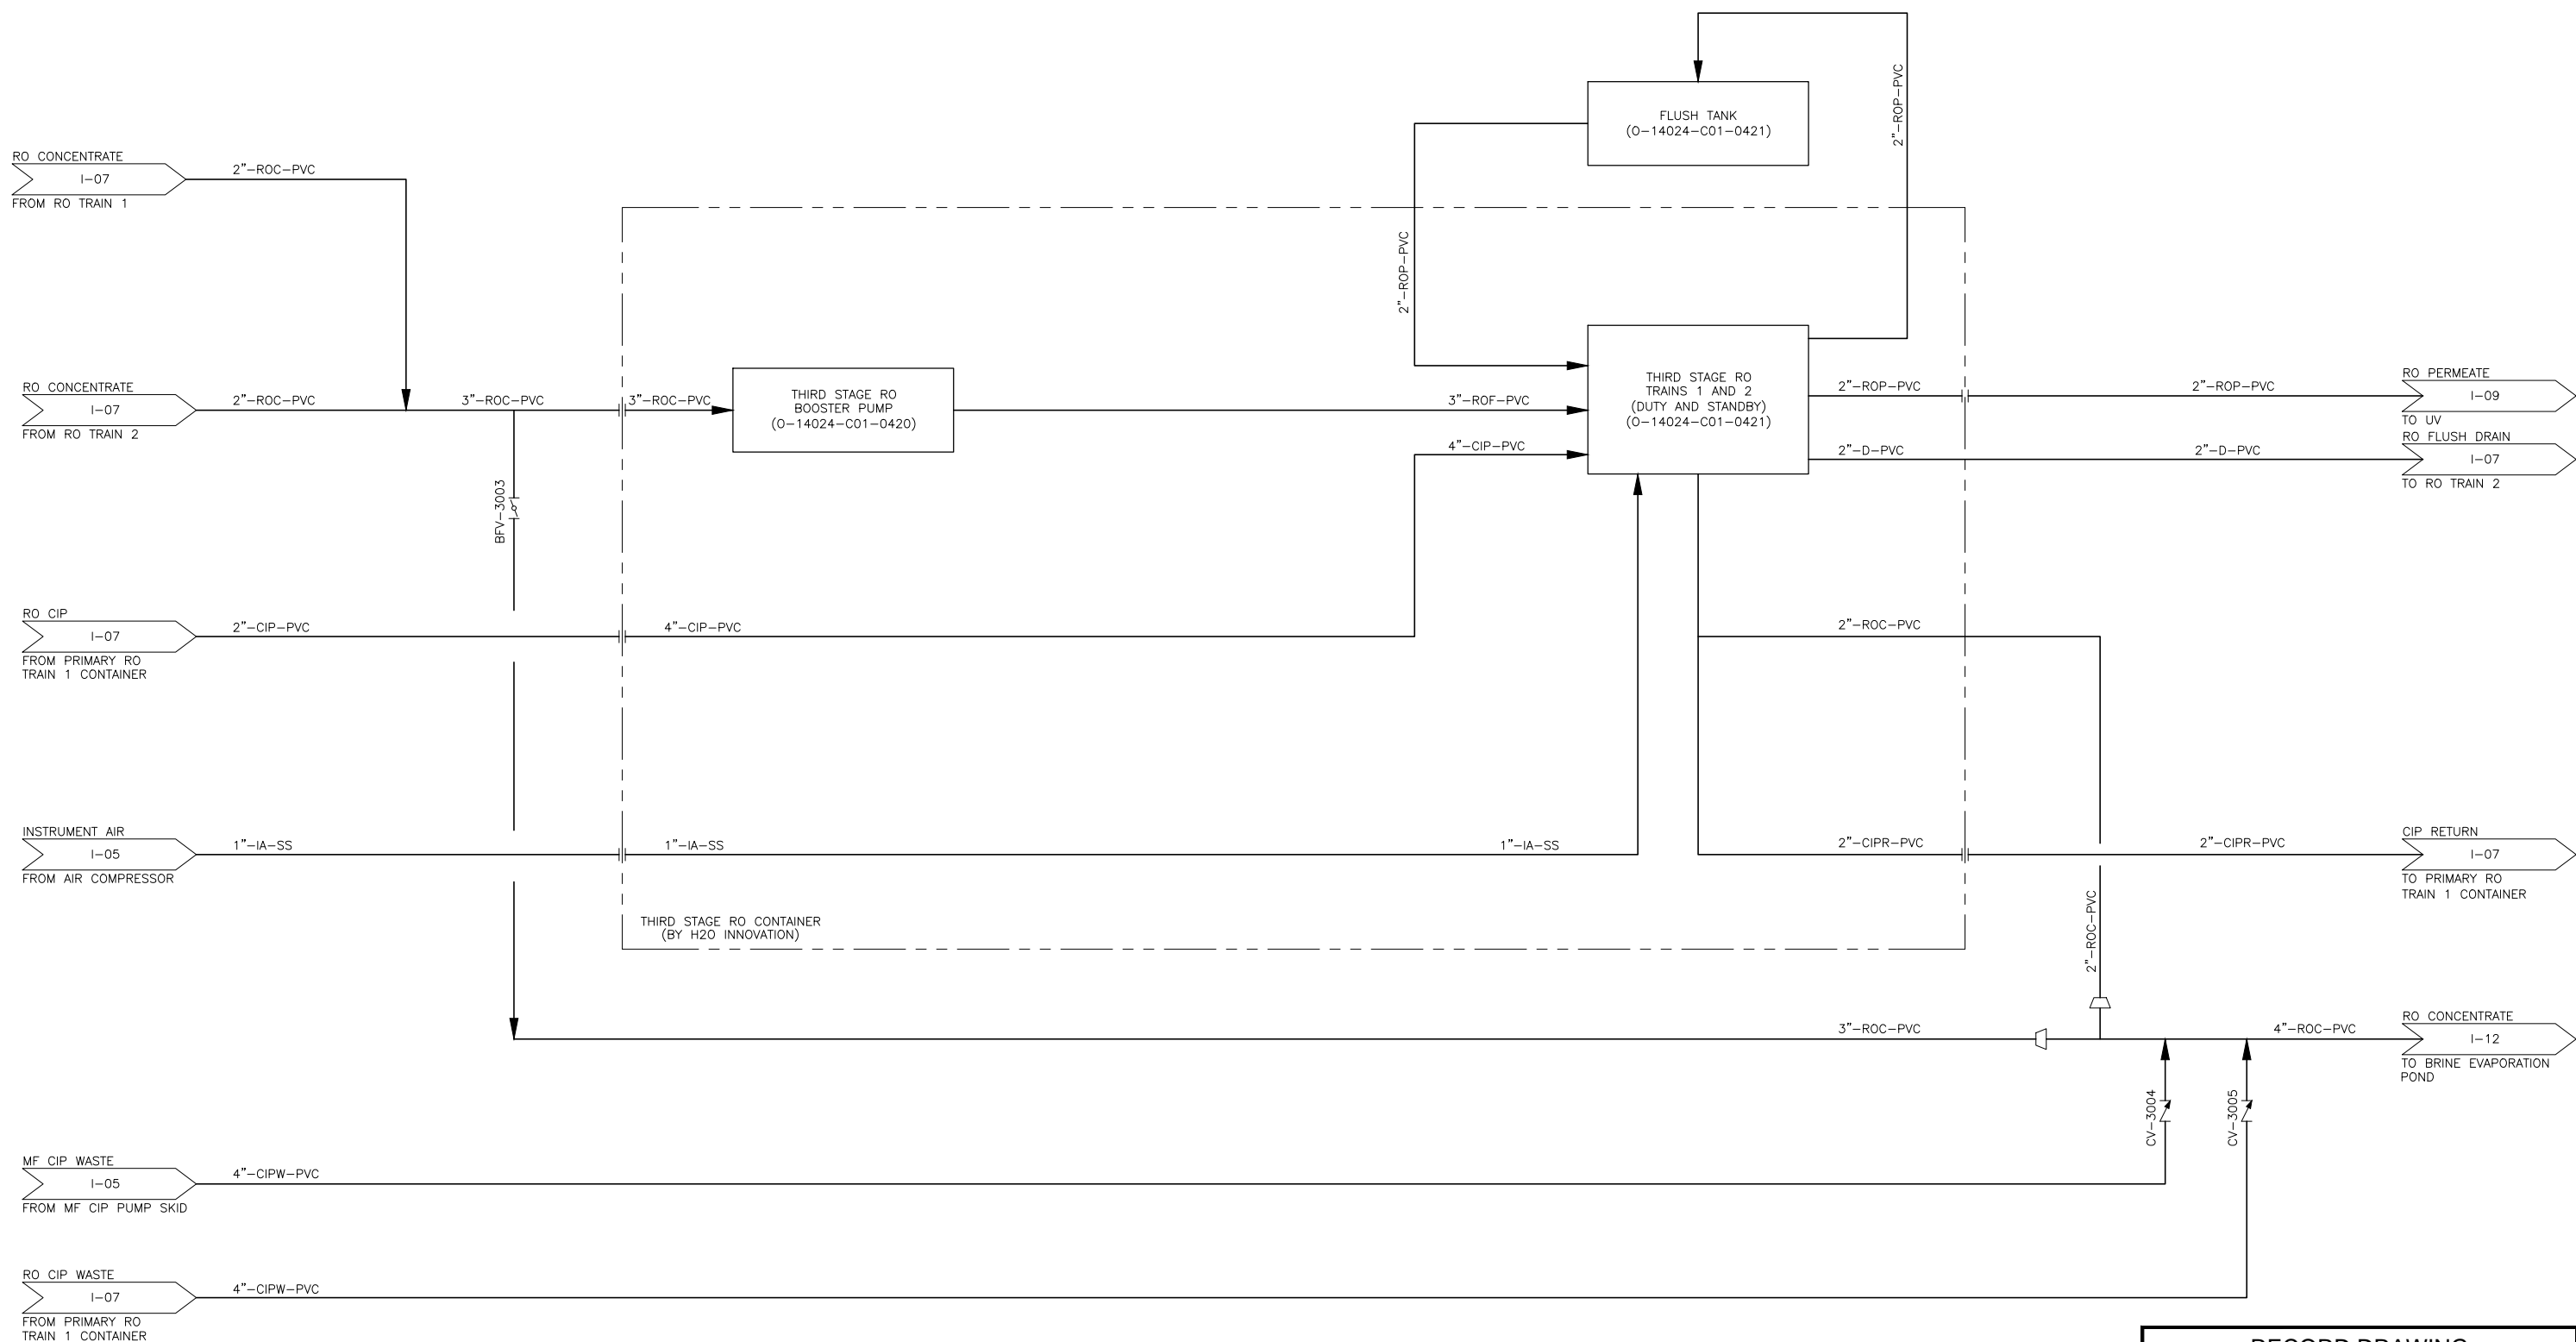 2"-ROP-PVC
FLUSH TANK
(O-14024-C01-0421)
RO CONCENTRATE
I-07
FROM RO TRAIN 1
2"-ROC-PVC
2"-ROP-PVC
RO CONCENTRATE
I-07
FROM RO TRAIN 2
2"-ROC-PVC
3"-ROC-PVC
3"-ROC-PVC
THIRD STAGE RO
BOOSTER PUMP
(O-14024-C01-0420)
3"-ROF-PVC
4"-CIP-PVC
THIRD STAGE RO
TRAINS 1 AND 2
(DUTY AND STANDBY)
(O-14024-C01-0421)
2"-ROP-PVC
2"-ROP-PVC
RO PERMEATE
I-09
TO UV
2"-D-PVC
2"-D-PVC
RO FLUSH DRAIN
I-07
TO RO TRAIN 2
BFV-3003
RO CIP
I-07
FROM PRIMARY RO
TRAIN 1 CONTAINER
2"-CIP-PVC
4"-CIP-PVC
2"-ROC-PVC
INSTRUMENT AIR
I-05
FROM AIR COMPRESSOR
1"-IA-SS
1"-IA-SS
1"-IA-SS
2"-CIPR-PVC
2"-CIPR-PVC
CIP RETURN
I-07
TO PRIMARY RO
TRAIN 1 CONTAINER
THIRD STAGE RO CONTAINER
(BY H2O INNOVATION)
2"-ROC-PVC
3"-ROC-PVC
4"-ROC-PVC
RO CONCENTRATE
I-12
TO BRINE EVAPORATION
POND
CV-3004
CV-3005
MF CIP WASTE
I-05
FROM MF CIP PUMP SKID
4"-CIPW-PVC
RO CIP WASTE
I-07
FROM PRIMARY RO
TRAIN 1 CONTAINER
4"-CIPW-PVC
RECORD DRAWING